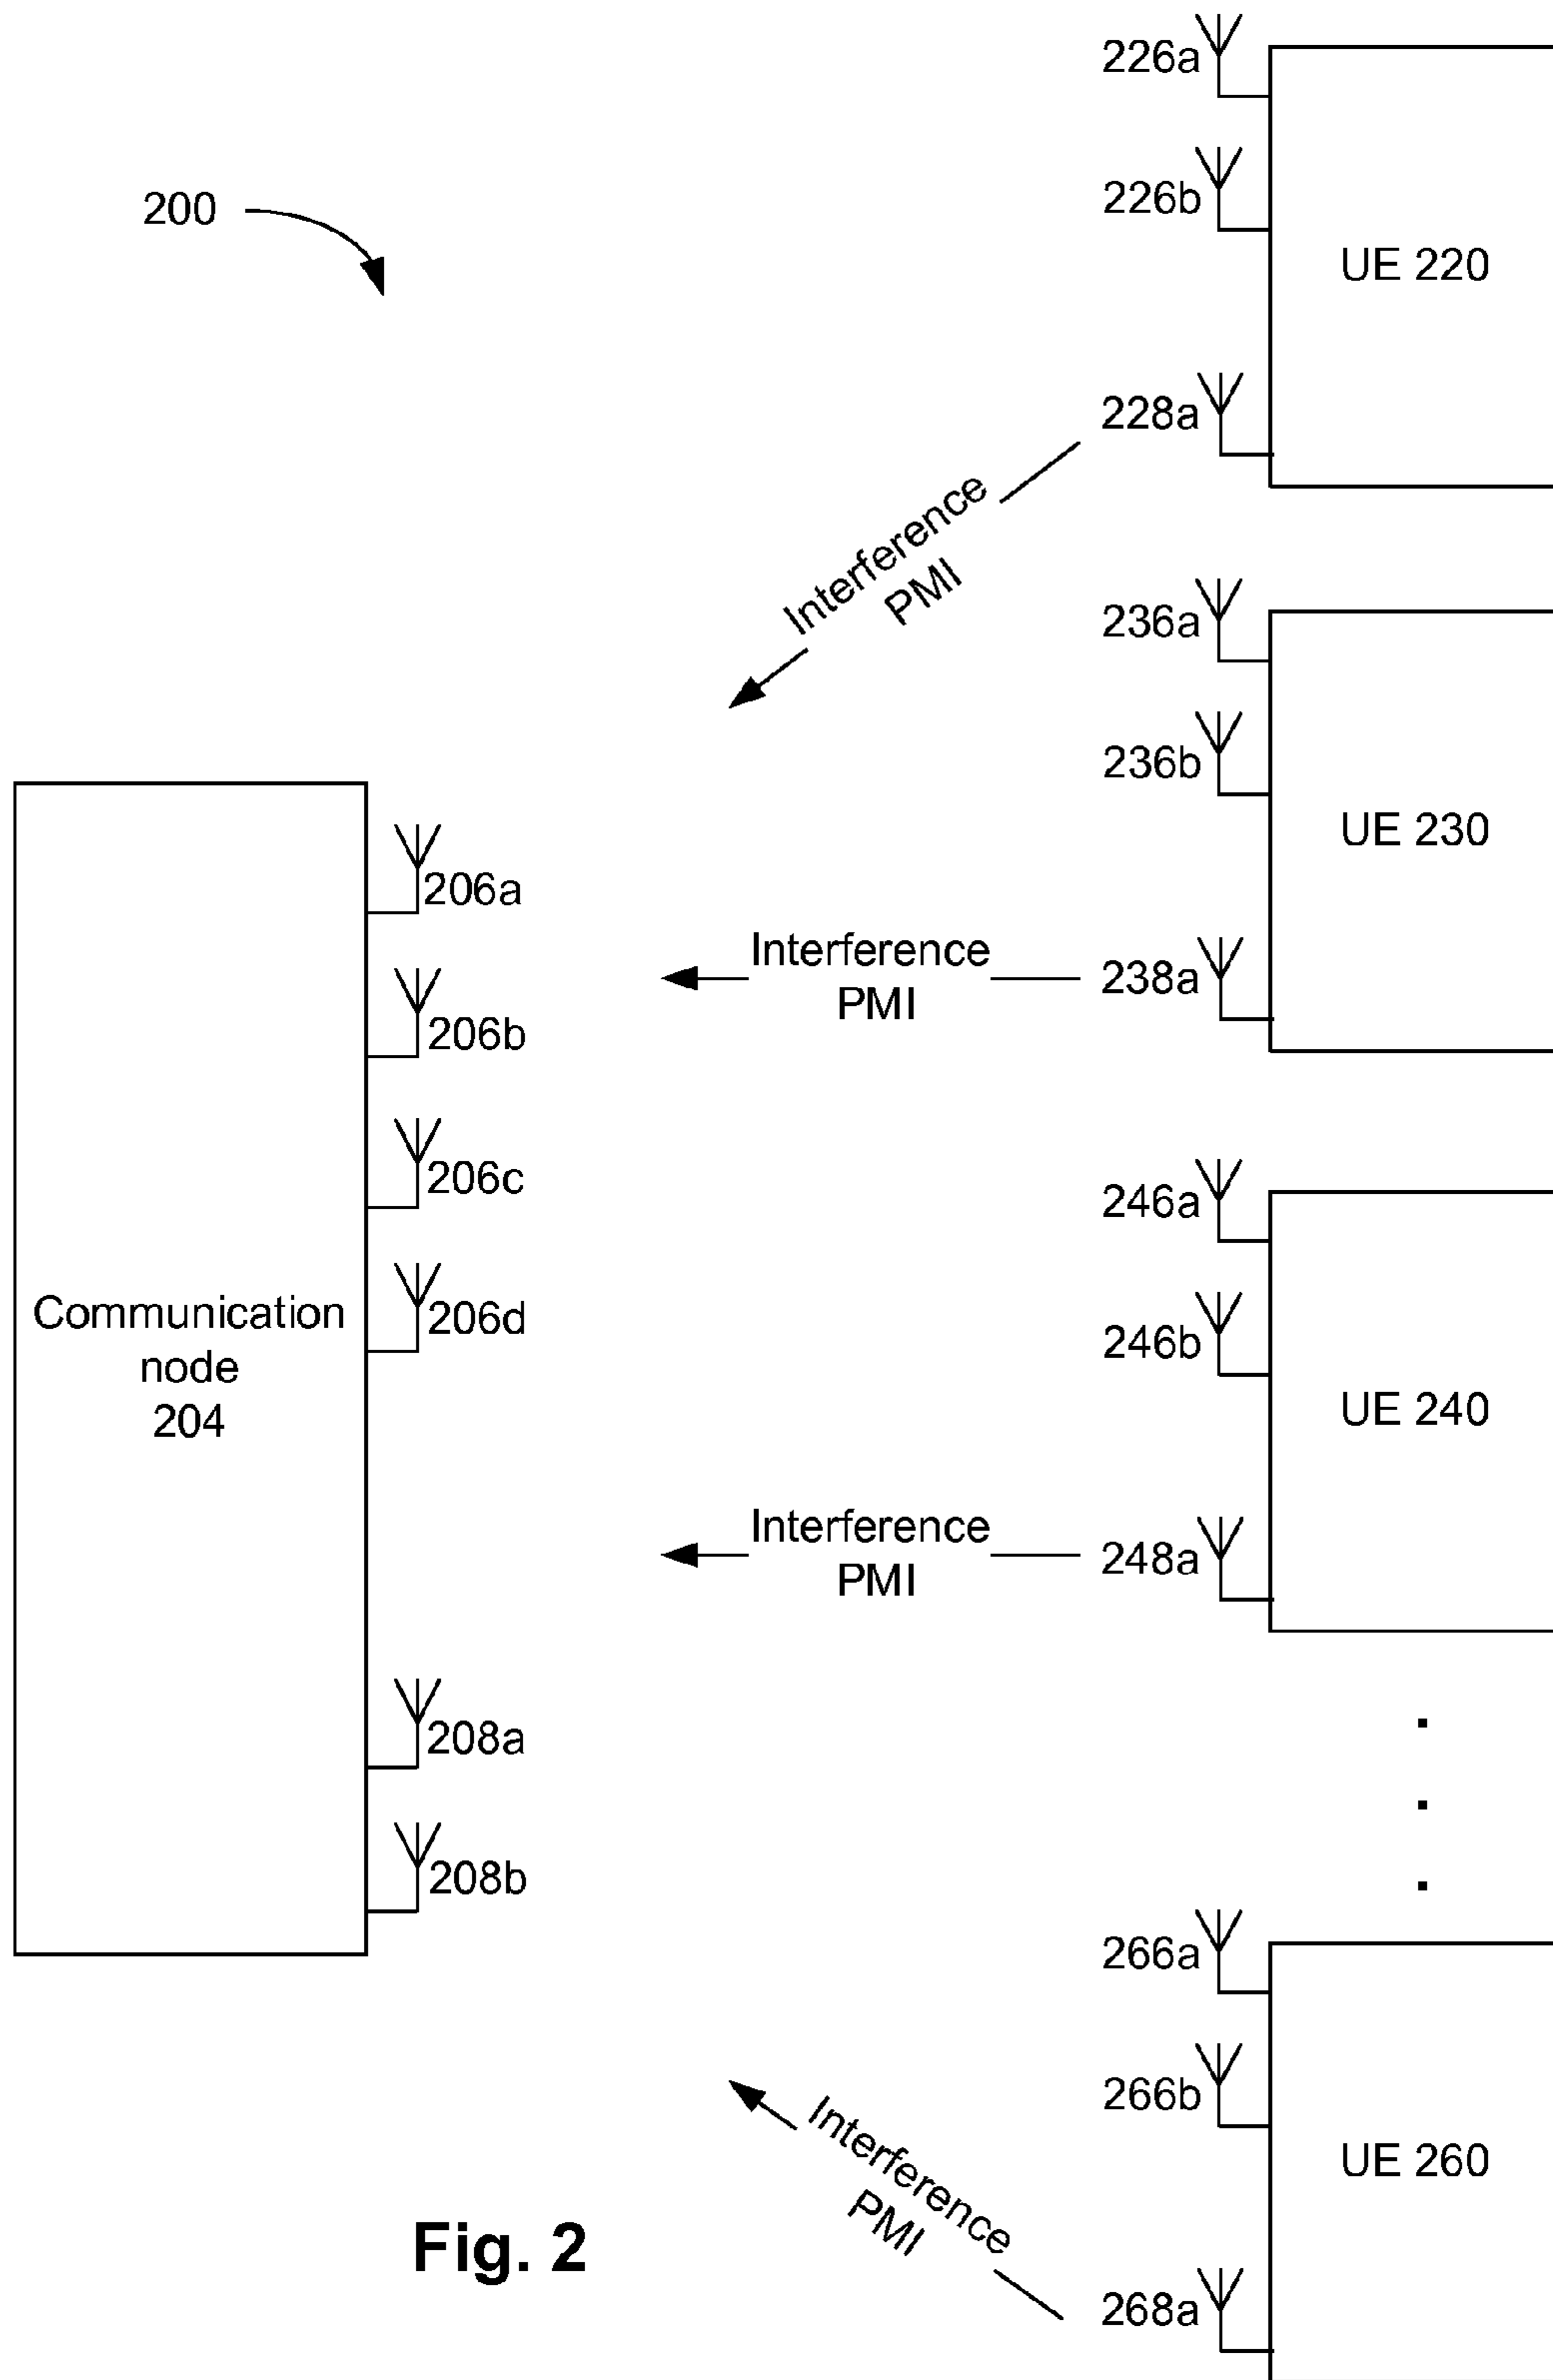 226a
226b
200
UE 220
228a
Interference
PMI
236a
236b
UE 230
206a
Interference
PMI
238a
206b
206c
246a
Communication
node
204
206d
246b
UE 240
Interference
PMI
248a
208a
208b
266a
266b
UE 260
Interference
PMI
268a
Fig. 2